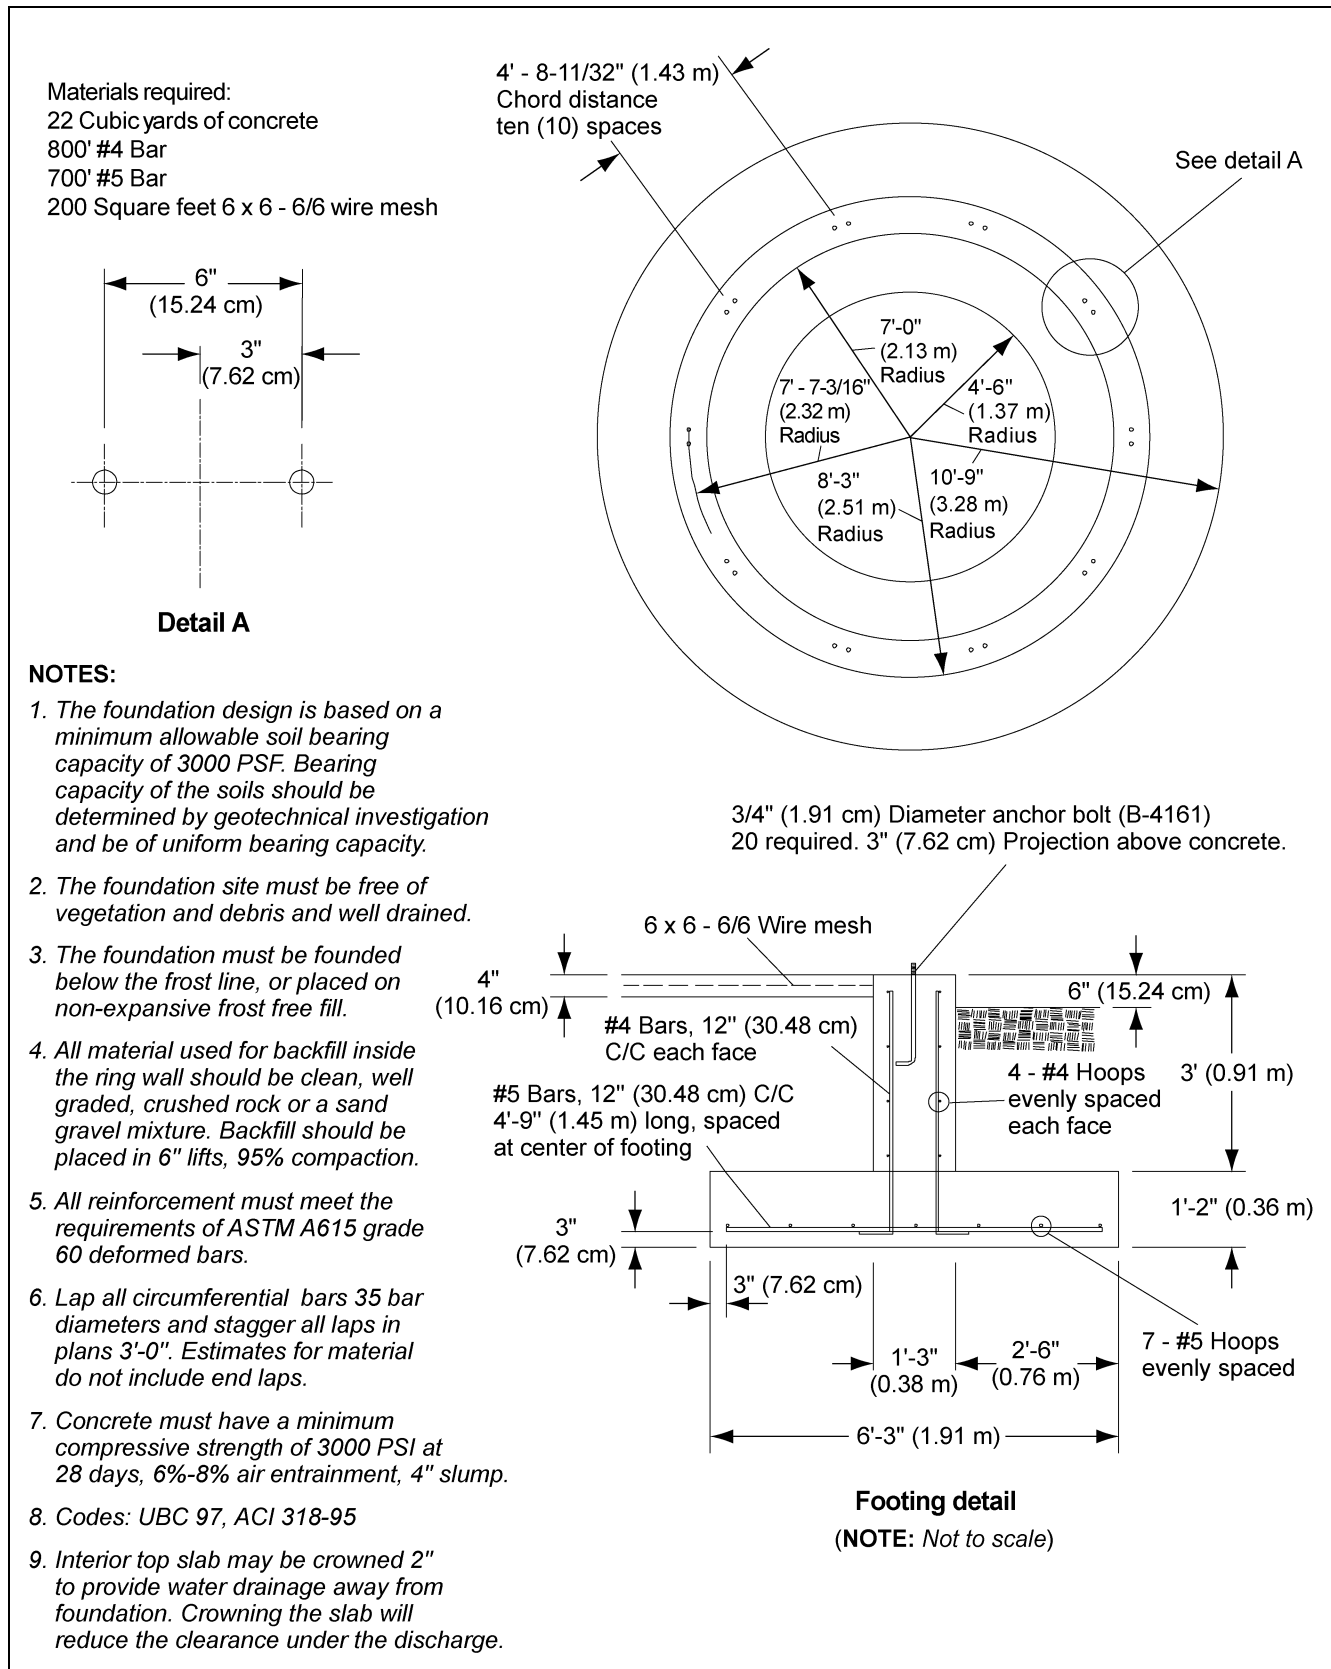 Materials required:
22 Cubic yards of concrete
800' #4 Bar
700' #5 Bar
200 Square feet 6 x 6 - 6/6 wire mesh
4' - 8-11/32" (1.43 m)
Chord distance
ten (10) spaces
See detail A
6"
(15.24 cm)
3"
(7.62 cm)
Detail A
7'-0"
(2.13 m)
Radius
4'-6"
(1.37 m)
Radius
7' - 7-3/16"
(2.32 m)
Radius
8'-3"
(2.51 m)
Radius
10'-9"
(3.28 m)
Radius
NOTES:
1. The foundation design is based on a
minimum allowable soil bearing
capacity of 3000 PSF. Bearing
capacity of the soils should be
determined by geotechnical investigation
and be of uniform bearing capacity.
2. The foundation site must be free of
vegetation and debris and well drained.
3. The foundation must be founded
below the frost line, or placed on
non-expansive frost free fill.
4. All material used for backfill inside
the ring wall should be clean, well
graded, crushed rock or a sand
gravel mixture. Backfill should be
placed in 6" lifts, 95% compaction.
5. All reinforcement must meet the
requirements of ASTM A615 grade
60 deformed bars.
6. Lap all circumferential bars 35 bar
diameters and stagger all laps in
plans 3'-0". Estimates for material
do not include end laps.
7. Concrete must have a minimum
compressive strength of 3000 PSI at
28 days, 6%-8% air entrainment, 4" slump.
8. Codes: UBC 97, ACI 318-95
9. Interior top slab may be crowned 2"
to provide water drainage away from
foundation. Crowning the slab will
reduce the clearance under the discharge.
3/4" (1.91 cm) Diameter anchor bolt (B-4161)
20 required. 3" (7.62 cm) Projection above concrete.
6 x 6 - 6/6 Wire mesh
4"
(10.16 cm)
6" (15.24 cm)
#4 Bars, 12" (30.48 cm)
C/C each face
#5 Bars, 12" (30.48 cm) C/C
4'-9" (1.45 m) long, spaced
at center of footing
4 - #4 Hoops
evenly spaced
each face
3' (0.91 m)
1'-2" (0.36 m)
3"
(7.62 cm)
3" (7.62 cm)
7 - #5 Hoops
evenly spaced
1'-3"
(0.38 m)
2'-6"
(0.76 m)
6'-3" (1.91 m)
Footing detail
(NOTE: Not to scale)